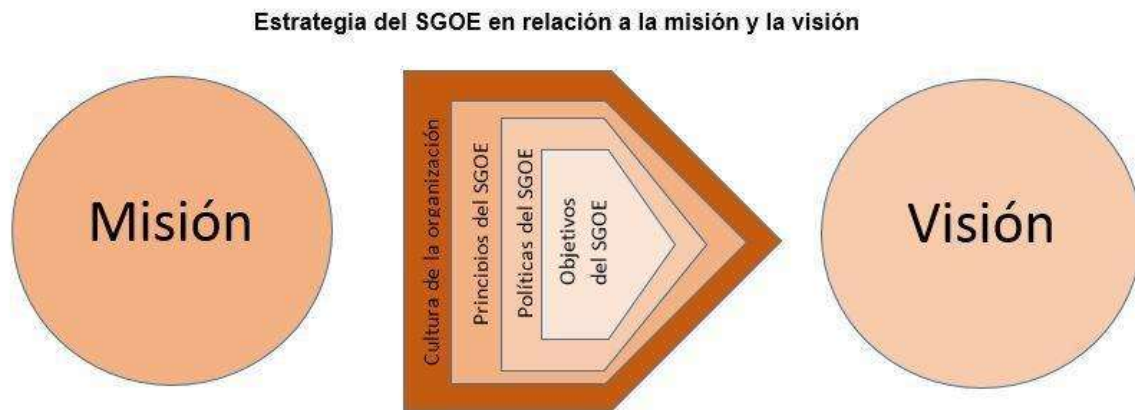 Estrategia del SGOE en relación a la misión y la visión
Misión
Cultura de la organización
Principios del SGOE
Políticas del SGOE
Objetivos
del SGOE
Visión